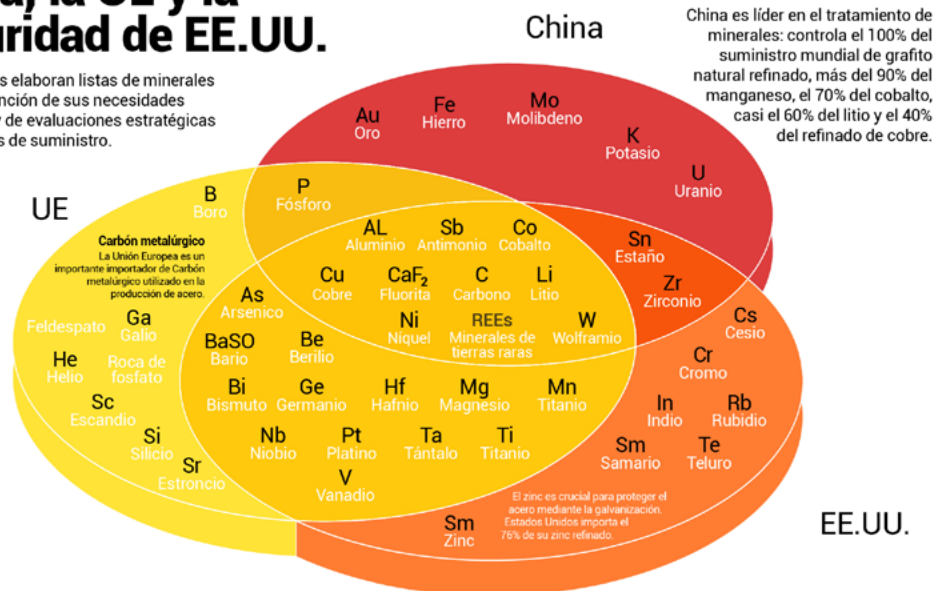 la UE y la
uridad de EE.UU.
s elaboran listas de minerales
nción de sus necesidades
y de evaluaciones estratégicas
s de suministro.
China
China es líder en el tratamiento de
minerales: controla el 100% del
suministro mundial de grafito
natural refinado, más del 90% del
manganeso, el 70% del cobalto,
casi el 60% del litio y el 40%
del refinado de cobre.
Au
Oro
Fe
Hierro
Mo
Molibdeno
K
Potasio
U
Uranio
UE
B
Boro
P
Fósforo
Carbón metalúrgico
La Unión Europea es un
importante importador de Carbón
metalúrgico utilizado en la
producción de acero.
AL
Aluminio
Sb
Antimonio
Co
Cobalto
Sn
Estaño
Cu
Cobre
CaF₂
Fluorita
C
Carbono
Li
Litio
Zr
Zirconio
As
Arsenico
Ni
Níquel
REEs
Minerales de
tierras raras
W
Wolframio
Feldespato
Ga
Galio
BaSO
Bario
Be
Berilio
Cs
Cesio
He
Helio
Roca de
fosfato
Cr
Cromo
Bi
Bismuto
Ge
Germanio
Hf
Hafnio
Mg
Magnesio
Mn
Titanio
Sc
Escandio
In
Indio
Rb
Rubidio
Si
Silicio
Nb
Niobio
Pt
Platino
Ta
Tántalo
Ti
Titanio
Sm
Samario
Te
Teluro
Sr
Estroncio
V
Vanadio
Sm
Zinc
El zinc es crucial para proteger el
acero mediante la galvanización.
Estados Unidos importa el
76% de su zinc refinado.
EE.UU.